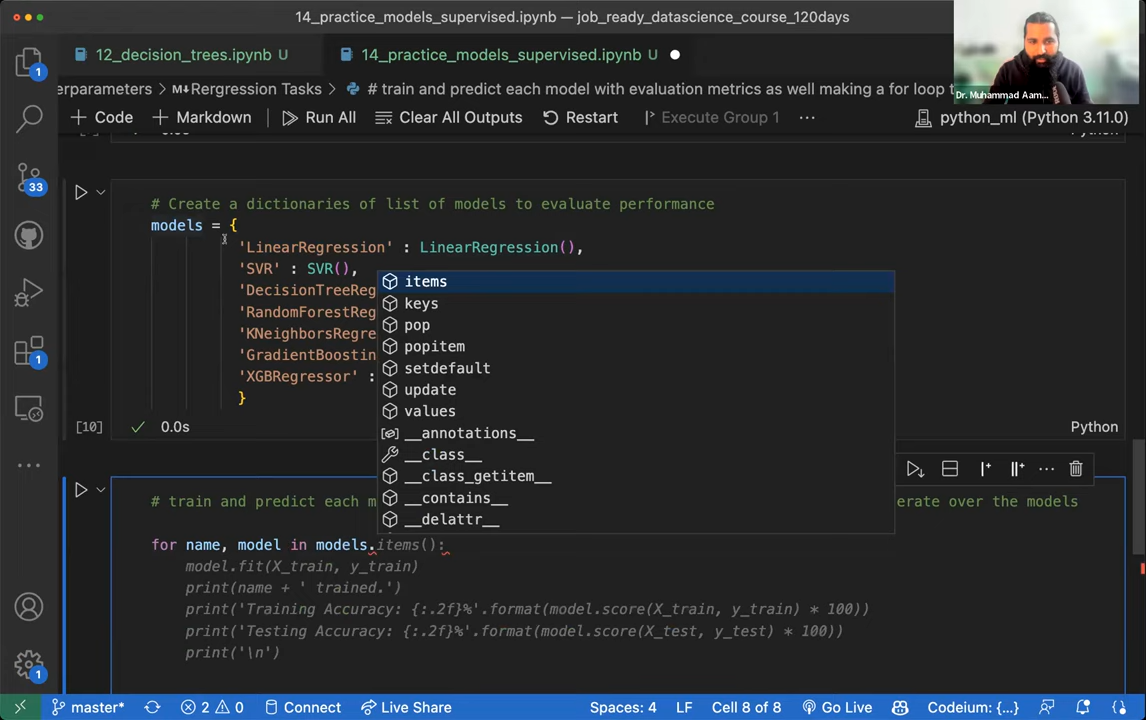 14_practice_models_supervised.ipynb — job_ready_datascience_course_120days
12_decision_trees.ipynb U
14_practice_models_supervised.ipynb U
erparameters > M↓Rergression Tasks > # train and predict each model with evaluation metrics as well making a for loop t
Dr. Muhammad Aam...
+ Code + Markdown Run All Clear All Outputs Restart Execute Group 1 ... python_ml (Python 3.11.0)
# Create a dictionaries of list of models to evaluate performance
models = {
'LinearRegression' : LinearRegression(),
'SVR' : SVR(),
'DecisionTreeReg
'RandomForestReg
'KNeighborsRegre
'GradientBoostin
'XGBRegressor' :
}
items
keys
pop
popitem
setdefault
update
values
__annotations__
__class__
__class_getitem__
__contains__
__delattr__
[10] 0.0s Python
# train and predict each m erate over the models
for name, model in models.items():
model.fit(X_train, y_train)
print(name + ' trained.')
print('Training Accuracy: {:.2f}%'.format(model.score(X_train, y_train) * 100))
print('Testing Accuracy: {:.2f}%'.format(model.score(X_test, y_test) * 100))
print('\n')
1
33
1
1
master* 2 0 Connect Live Share Spaces: 4 LF Cell 8 of 8 Go Live Codeium: {...}